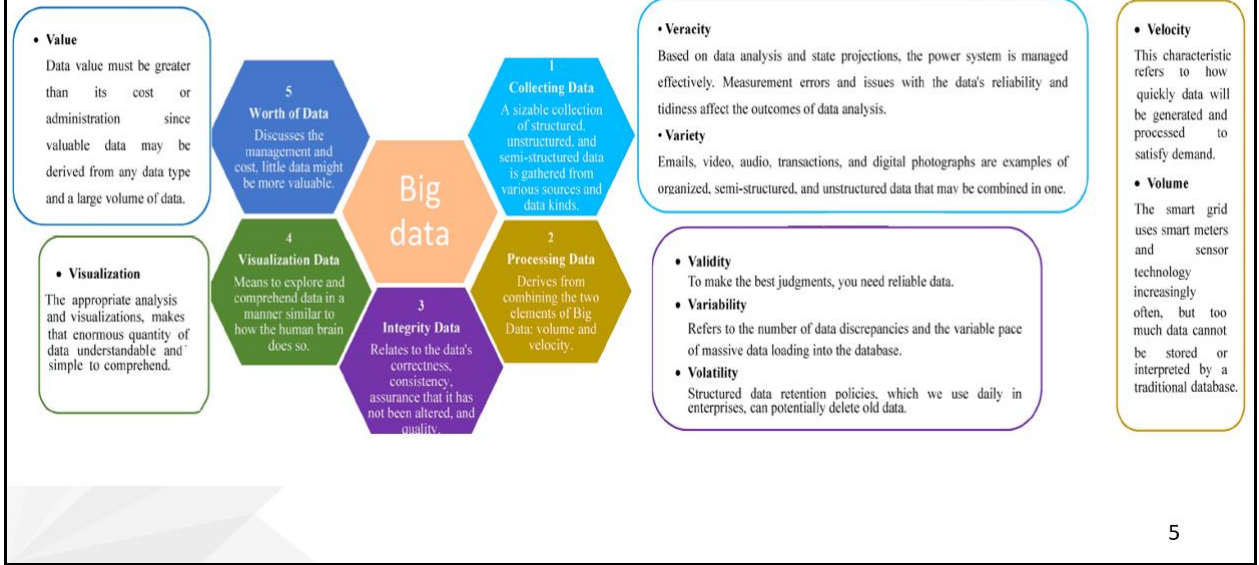 • Value
Data value must be greater
than its cost or
administration since
valuable data may be
derived from any data type
and a large volume of data.
5
Worth of Data
Discusses the
management and
cost, little data might
be more valuable.
Big
data
1
Collecting Data
A sizable collection
of structured,
unstructured, and
semi-structured data
is gathered from
various sources and
data kinds.
• Veracity
Based on data analysis and state projections, the power system is managed
effectively. Measurement errors and issues with the data's reliability and
tidiness affect the outcomes of data analysis.
• Variety
Emails, video, audio, transactions, and digital photographs are examples of
organized, semi-structured, and unstructured data that may be combined in one.
• Velocity
This characteristic
refers to how
quickly data will
be generated and
processed to
satisfy demand.
• Volume
The smart grid
uses smart meters
and sensor
technology
increasingly
often, but too
much data cannot
be stored or
interpreted by a
traditional database.
• Visualization
The appropriate analysis
and visualizations, makes
that enormous quantity of
data understandable and
simple to comprehend.
4
Visualization Data
Means to explore and
comprehend data in a
manner similar to
how the human brain
does so.
3
Integrity Data
Relates to the data's
correctness,
consistency,
assurance that it has
not been altered, and
quality.
2
Processing Data
Derives from
combining the two
elements of Big
Data: volume and
velocity.
• Validity
To make the best judgments, you need reliable data.
• Variability
Refers to the number of data discrepancies and the variable pace
of massive data loading into the database.
• Volatility
Structured data retention policies, which we use daily in
enterprises, can potentially delete old data.
5